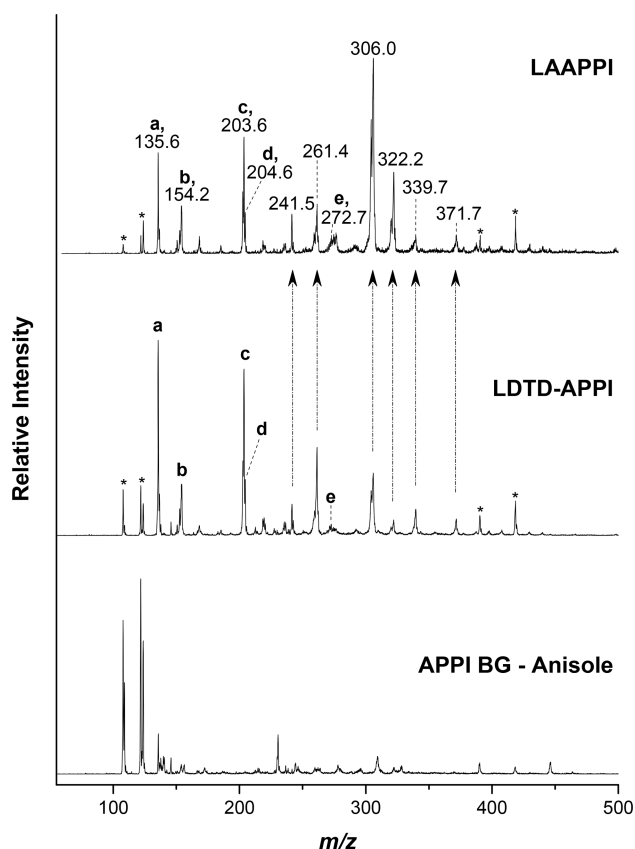 LAAPPI
306.0
c,
203.6
a,
135.6
d,
204.6
261.4
322.2
b,
154.2
e,
272.7
339.7
241.5
371.7
*
*
*
*
LDTD-APPI
a
c
d
b
e
*
*
*
*
APPI BG - Anisole
Relative Intensity
100
200
300
400
500
m/z